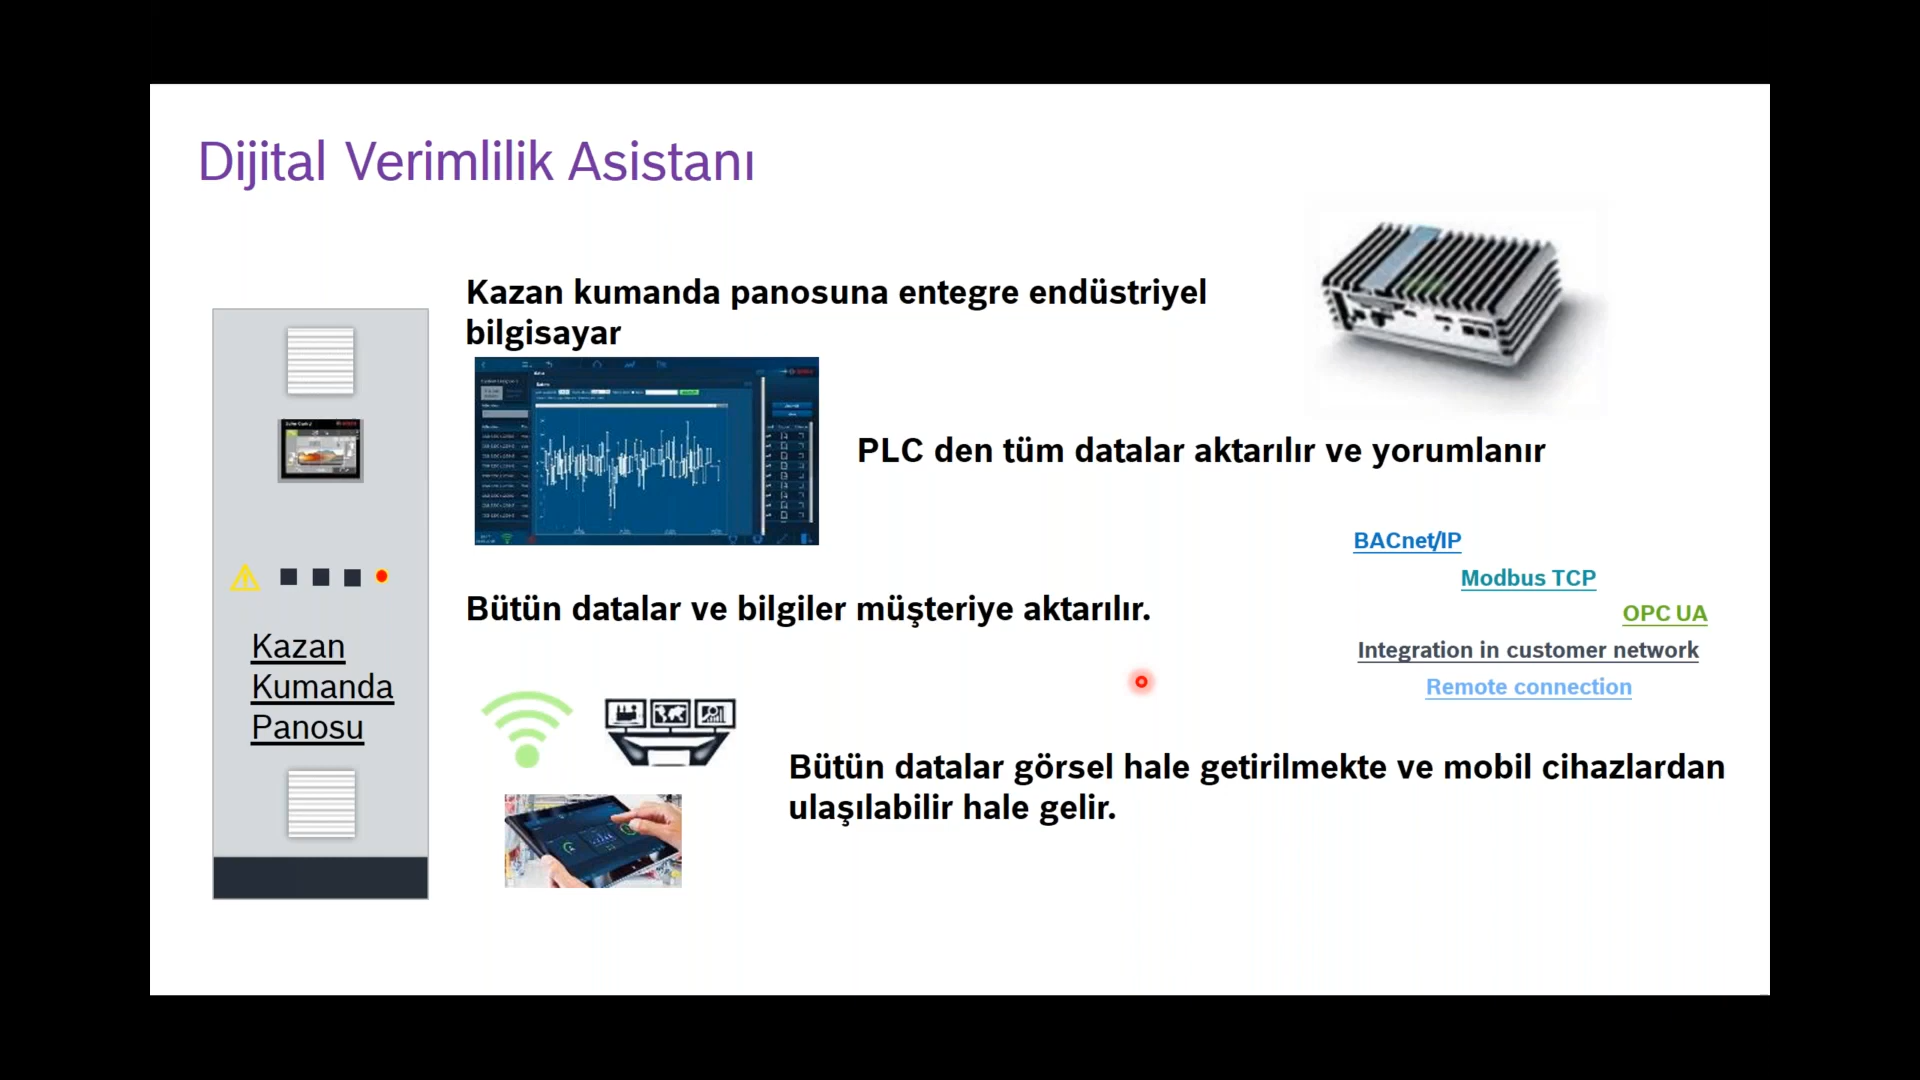 Dijital Verimlilik Asistanı
Kazan kumanda panosuna entegre endüstriyel
bilgisayar
PLC den tüm datalar aktarılır ve yorumlanır
BACnet/IP
Modbus TCP
OPC UA
Integration in customer network
Remote connection
Bütün datalar ve bilgiler müşteriye aktarılır.
Kazan
Kumanda
Panosu
Bütün datalar görsel hale getirilmekte ve mobil cihazlardan
ulaşılabilir hale gelir.